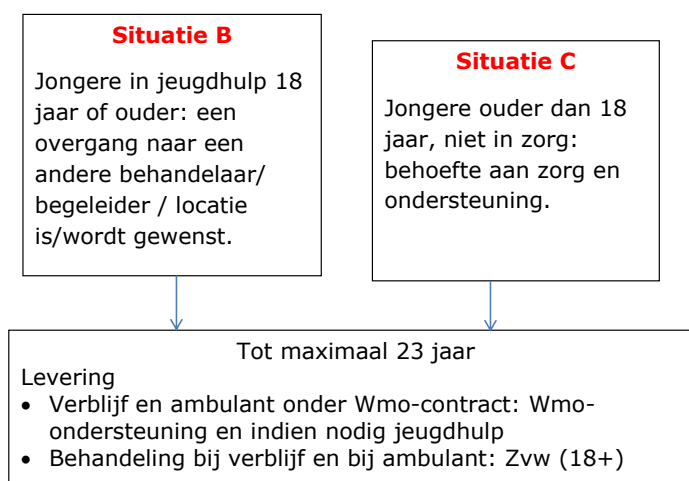 Situatie B
Jongere in jeugdhulp 18
jaar of ouder: een
overgang naar een
andere behandelaar/
begeleider / locatie
is/wordt gewenst.
Situatie C
Jongere ouder dan 18
jaar, niet in zorg:
behoefte aan zorg en
ondersteuning.
Tot maximaal 23 jaar
Levering
• Verblijf en ambulant onder Wmo-contract: Wmo-
ondersteuning en indien nodig jeugdhulp
• Behandeling bij verblijf en bij ambulant: Zvw (18+)